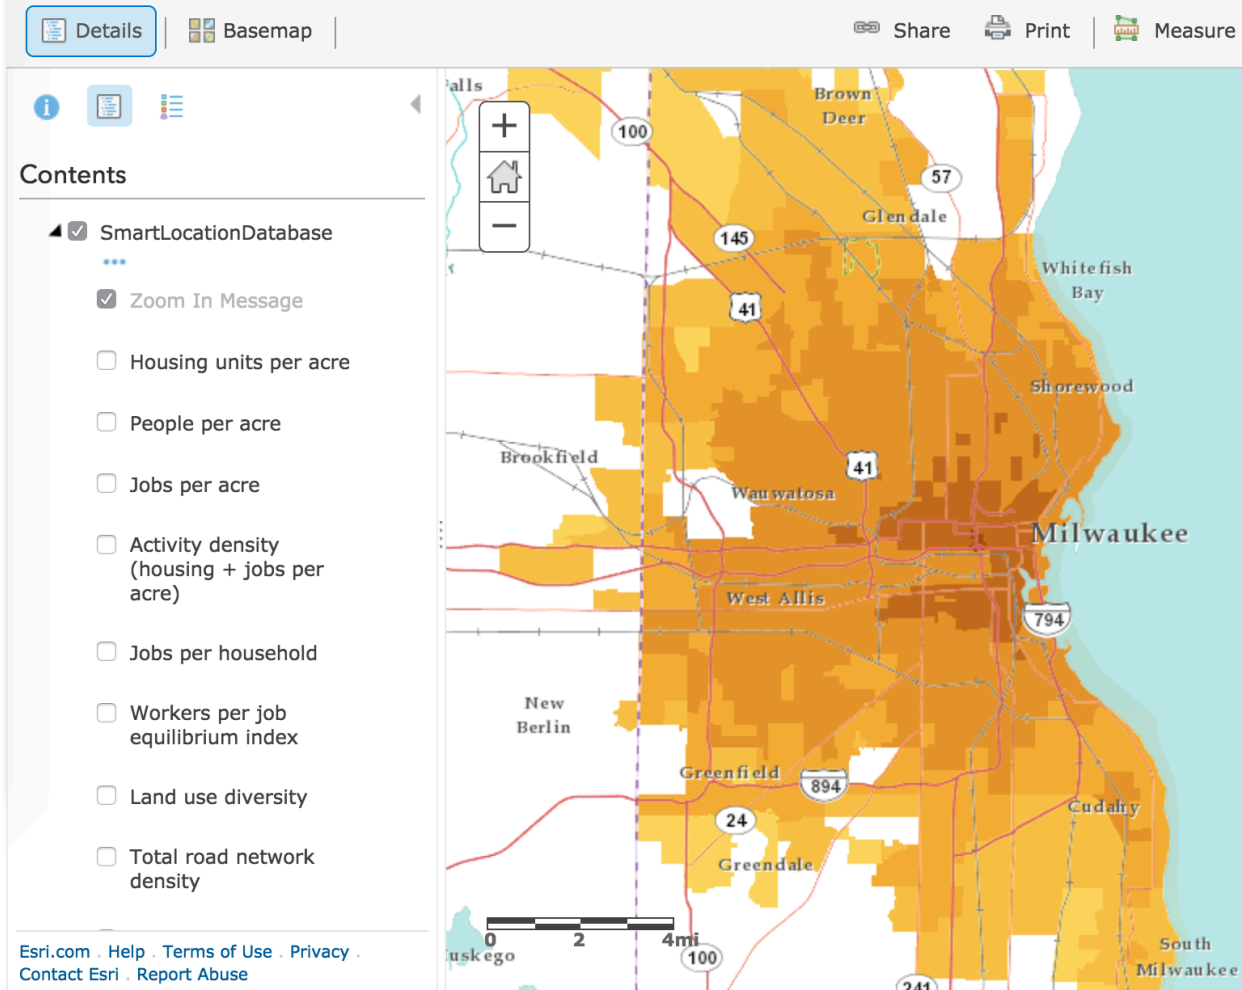 Details
Basemap
Share
Print
Measure
Contents
SmartLocationDatabase
Zoom In Message
Housing units per acre
People per acre
Jobs per acre
Activity density
(housing + jobs per
acre)
Jobs per household
Workers per job
equilibrium index
Land use diversity
Total road network
density
Esri.com . Help . Terms of Use . Privacy .
Contact Esri . Report Abuse
alls
Brown
Deer
100
57
Glendale
145
Whitefish
Bay
41
Shorewood
Brookfield
41
Wauwatosa
Milwaukee
West Allis
794
New
Berlin
Greenfield
894
24
Cudahy
Greendale
0 2 4mi
uskego
100
South
Milwaukee
241